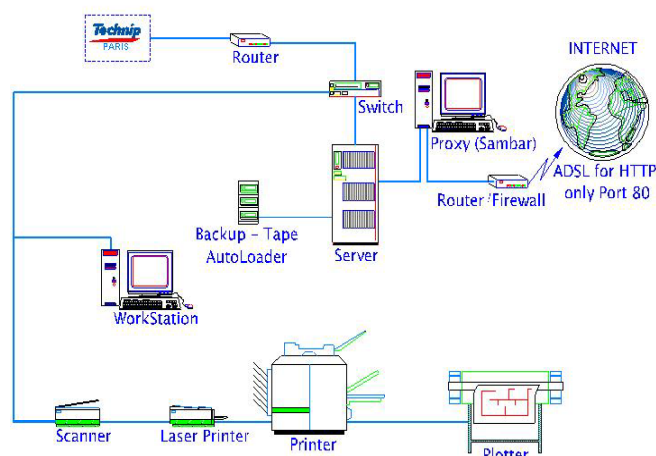 Technip
PARIS
Router
INTERNET
Switch
Proxy (Sambar)
ADSL for HTTP
only Port 80
Router /Firewall
Backup - Tape
AutoLoader
Server
WorkStation
Scanner
Laser Printer
Printer
Plotter